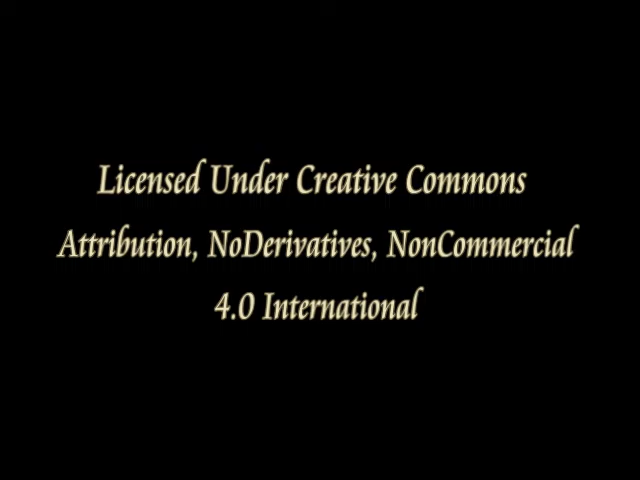 Licensed Under Creative Commons
Attribution, NoDerivatives, NonCommercial
4.0 International